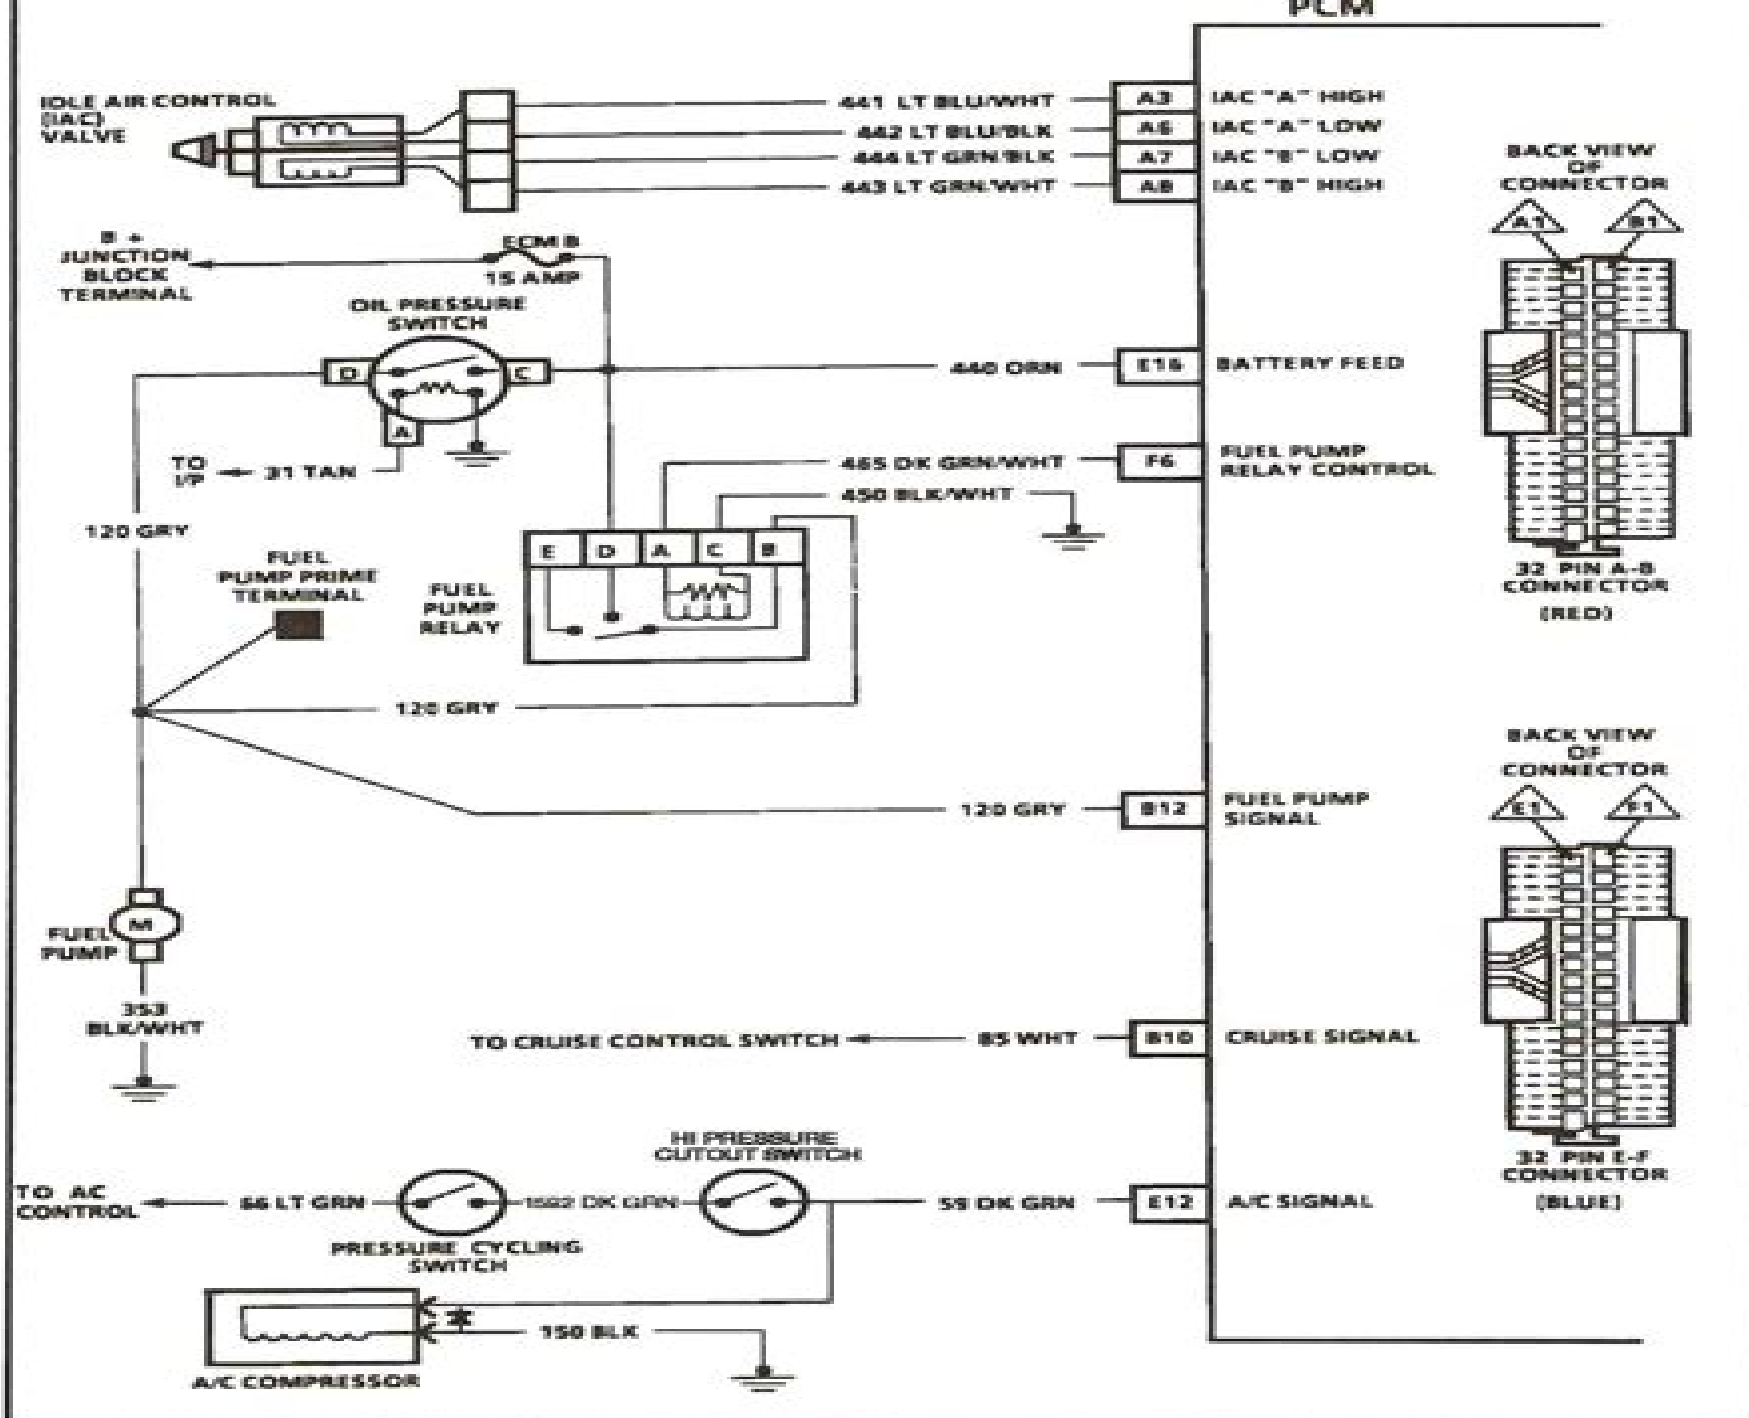 PCM
IDLE AIR CONTROL
(IAC)
VALVE
441 LT BLU/WHT
A3
IAC "A" HIGH
442 LT BLU/BLK
A6
IAC "A" LOW
444 LT GRN/BLK
A7
IAC "B" LOW
443 LT GRN/WHT
A8
IAC "B" HIGH
BACK VIEW
OF
CONNECTOR
A1
B1
B +
JUNCTION
BLOCK
TERMINAL
ECM B
15 AMP
OIL PRESSURE
SWITCH
D
C
A
440 ORN
E16
BATTERY FEED
TO
I/P
31 TAN
465 DK GRN/WHT
F6
FUEL PUMP
RELAY CONTROL
450 BLK/WHT
120 GRY
E
D
A
C
B
FUEL
PUMP PRIME
TERMINAL
FUEL
PUMP
RELAY
32 PIN A-B
CONNECTOR
(RED)
120 GRY
120 GRY
B12
FUEL PUMP
SIGNAL
BACK VIEW
OF
CONNECTOR
E1
F1
M
FUEL
PUMP
353
BLK/WHT
TO CRUISE CONTROL SWITCH
85 WHT
B10
CRUISE SIGNAL
HI PRESSURE
CUTOUT SWITCH
32 PIN E-F
CONNECTOR
(BLUE)
TO AC
CONTROL
66 LT GRN
1592 DK GRN
59 DK GRN
E12
A/C SIGNAL
PRESSURE CYCLING
SWITCH
150 BLK
A/C COMPRESSOR